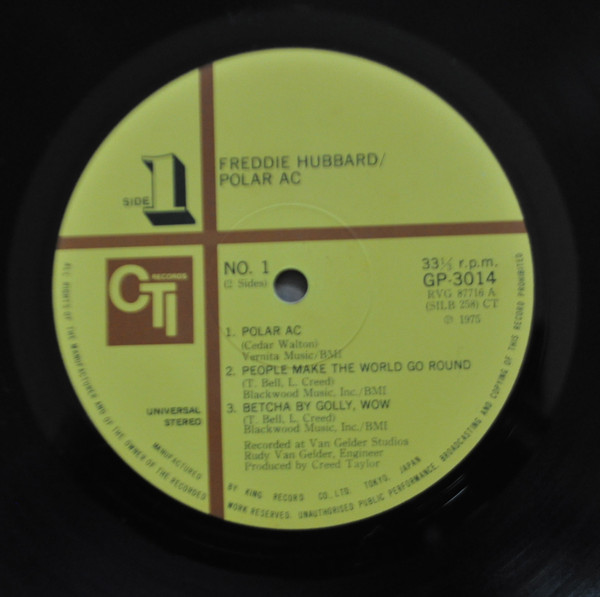 FREDDIE HUBBARD/
POLAR AC
SIDE 1
CTI
RECORDS
NO. 1
(2 Sides)
33⅓ r.p.m.
GP-3014
RVG 87716 A
(SILB 258) CT
℗ 1975
1. POLAR AC
(Cedar Walton)
Vernita Music/BMI
2. PEOPLE MAKE THE WORLD GO ROUND
(T. Bell, L. Creed)
Blackwood Music, Inc./BMI
3. BETCHA BY GOLLY, WOW
(T. Bell, L. Creed)
Blackwood Music, Inc./BMI
UNIVERSAL
STEREO
Recorded at Van Gelder Studios
Rudy Van Gelder, Engineer
Produced by Creed Taylor
MANUFACTURED BY KING RECORD CO., LTD. TOKYO, JAPAN
ALL RIGHTS OF THE MANUFACTURER AND OF THE OWNER OF THE RECORDED WORK RESERVED. UNAUTHORISED PUBLIC PERFORMANCE, BROADCASTING AND COPYING OF THIS RECORD PROHIBITED